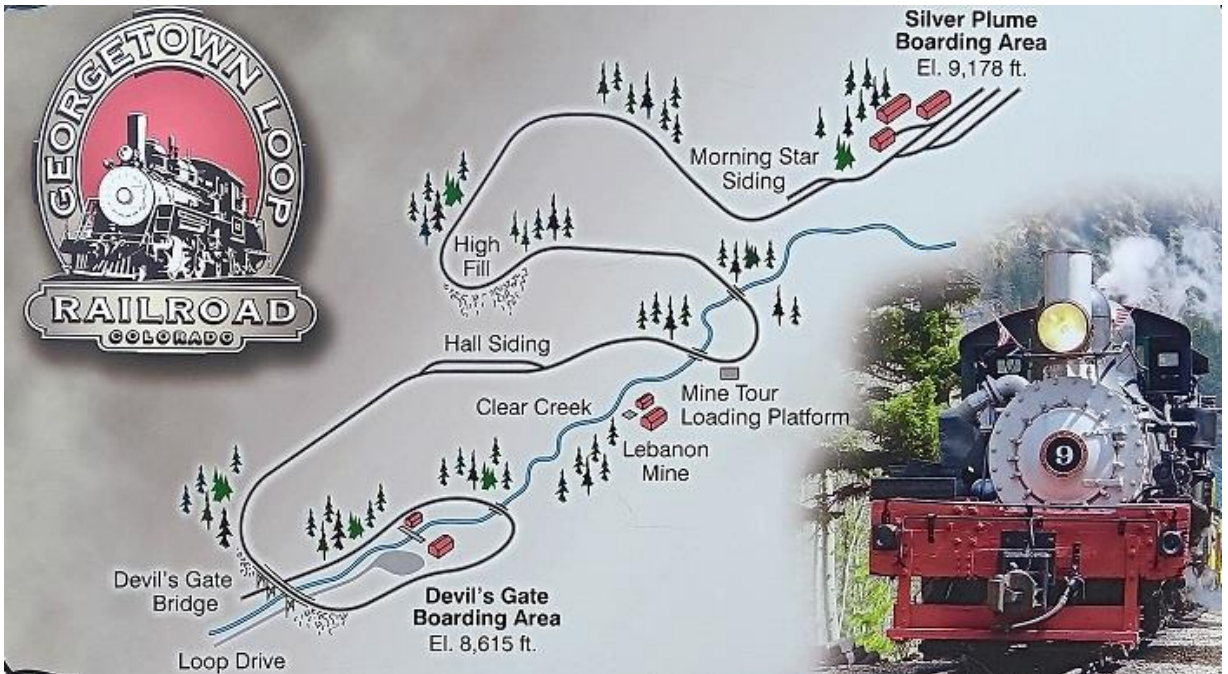 GEORGETOWN LOOP
RAILROAD
COLORADO
Silver Plume
Boarding Area
El. 9,178 ft.
Morning Star
Siding
High
Fill
Hall Siding
Clear Creek
Mine Tour
Loading Platform
Lebanon
Mine
Devil's Gate
Bridge
Devil's Gate
Boarding Area
El. 8,615 ft.
Loop Drive
9